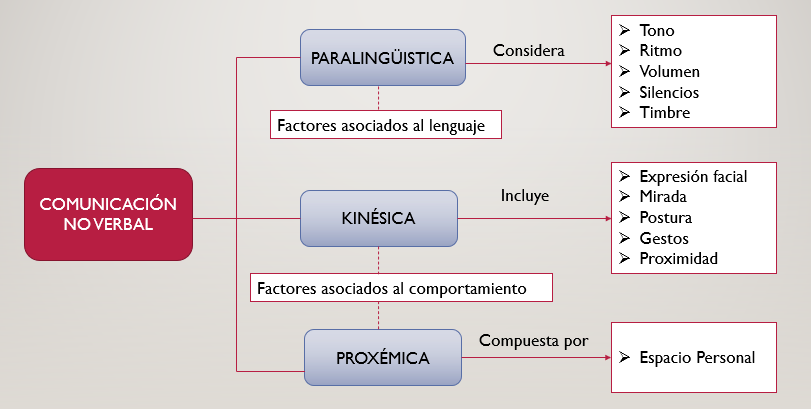 PARALINGÜISTICA
Considera
Tono
Ritmo
Volumen
Silencios
Timbre
Factores asociados al lenguaje
COMUNICACIÓN
NO VERBAL
KINÉSICA
Incluye
Expresión facial
Mirada
Postura
Gestos
Proximidad
Factores asociados al comportamiento
PROXÉMICA
Compuesta por
Espacio Personal